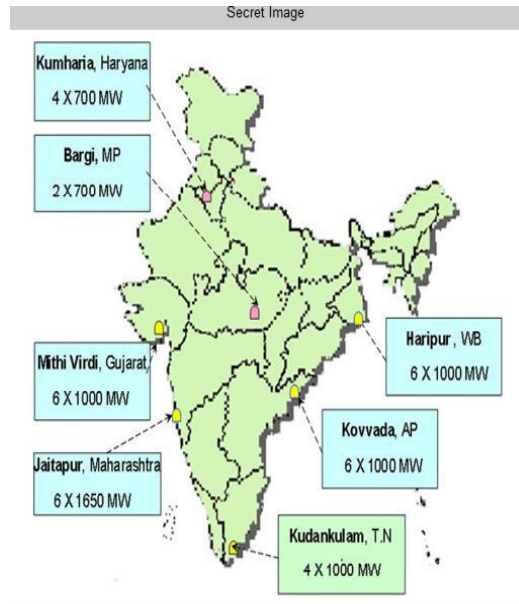 Secret Image
Kumharia, Haryana
4 X 700 MW
Bargi, MP
2 X 700 MW
Mithi Virdi, Gujarat,
6 X 1000 MW
Jaitapur, Maharashtra
6 X 1650 MW
Haripur , WB
6 X 1000 MW
Kovvada, AP
6 X 1000 MW
Kudankulam, T.N
4 X 1000 MW